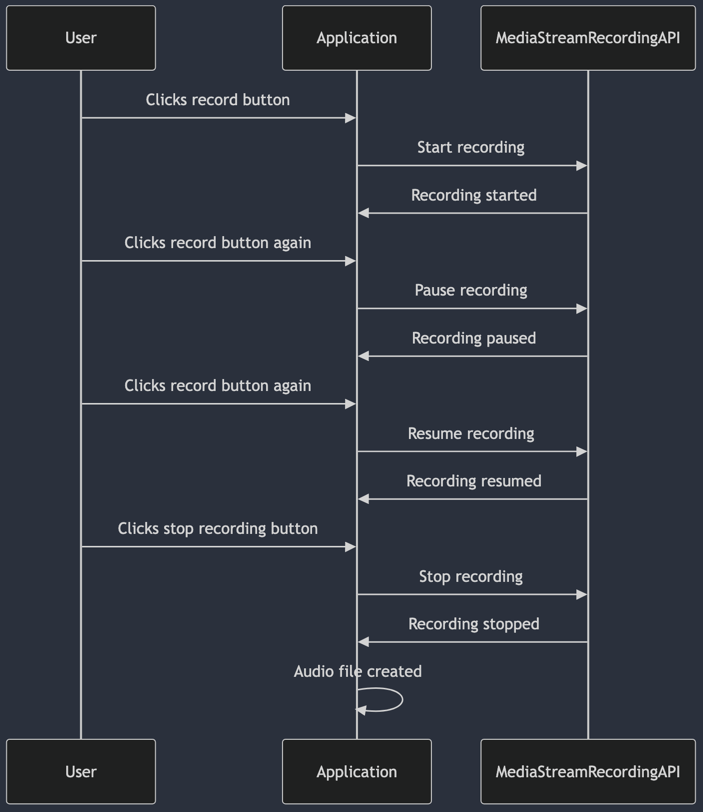 User
Application
MediaStreamRecordingAPI
Clicks record button
Start recording
Recording started
Clicks record button again
Pause recording
Recording paused
Clicks record button again
Resume recording
Recording resumed
Clicks stop recording button
Stop recording
Recording stopped
Audio file created
User
Application
MediaStreamRecordingAPI